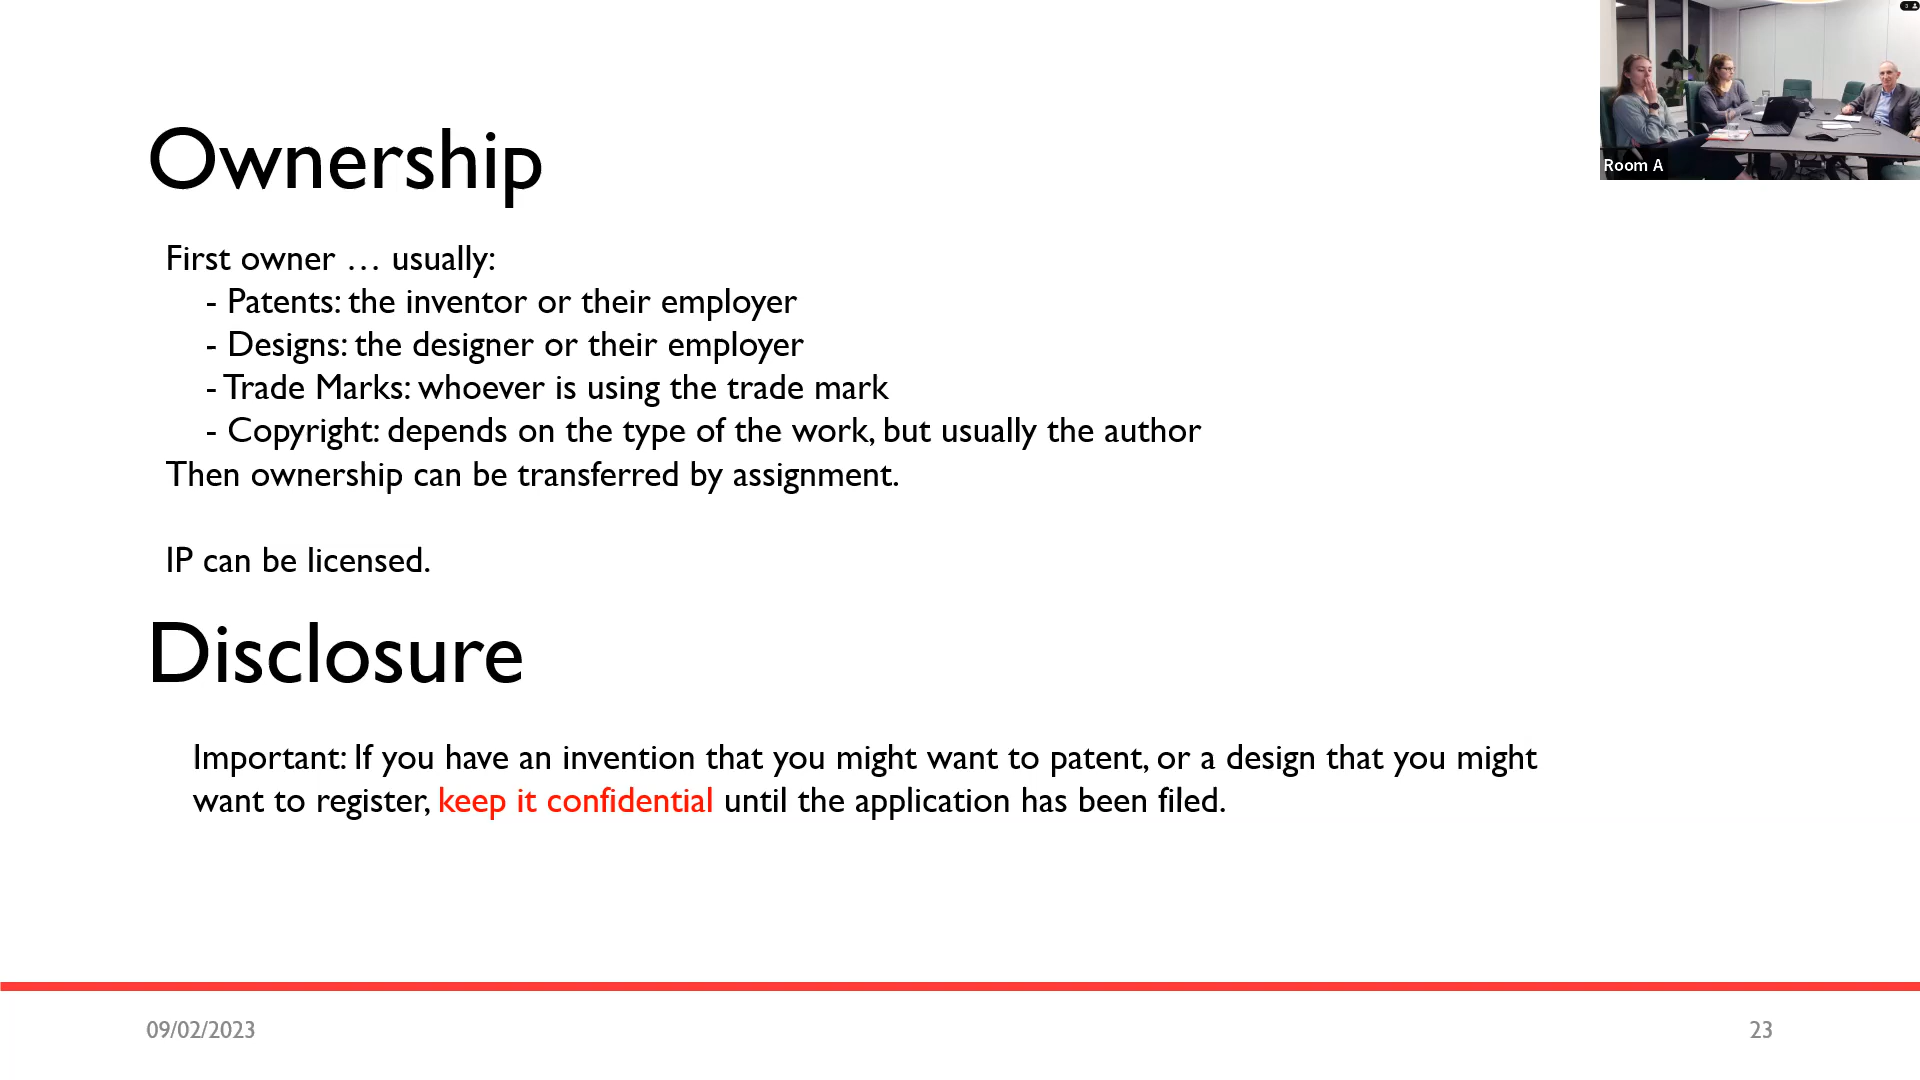 Ownership
First owner … usually:
- Patents: the inventor or their employer
- Designs: the designer or their employer
- Trade Marks: whoever is using the trade mark
- Copyright: depends on the type of the work, but usually the author
Then ownership can be transferred by assignment.
IP can be licensed.
Disclosure
Important: If you have an invention that you might want to patent, or a design that you might
want to register, keep it confidential until the application has been filed.
09/02/2023
23
Room A